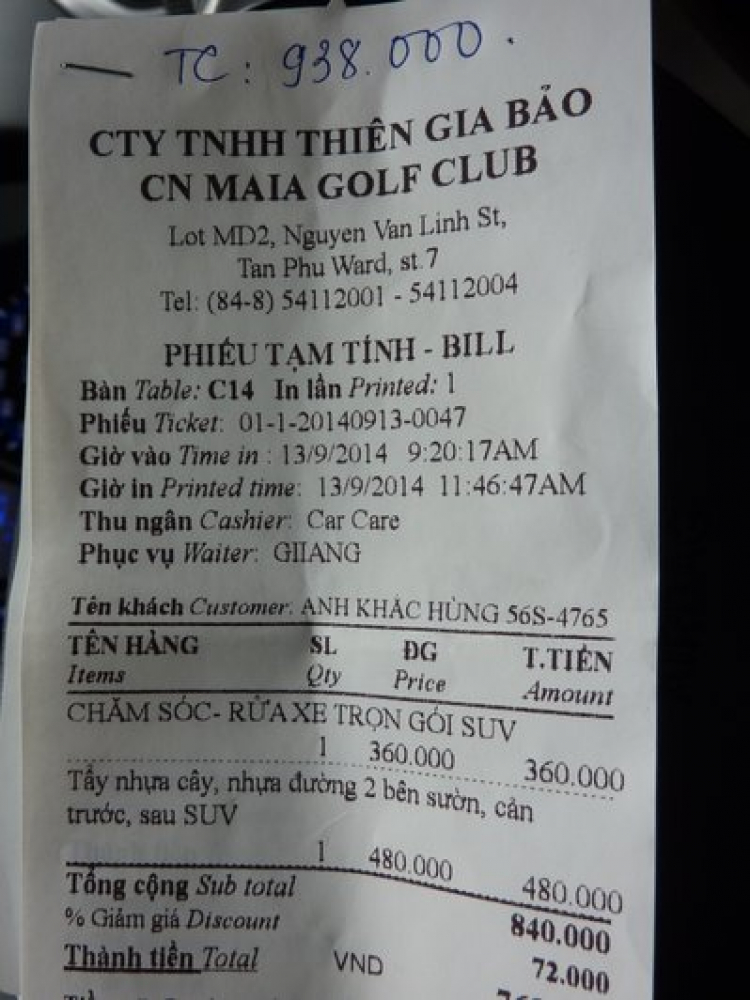 TC: 938.000.
CTY TNHH THIÊN GIA BẢO
CN MAIA GOLF CLUB
Lot MD2, Nguyen Van Linh St,
Tan Phu Ward, st.7
Tel: (84-8) 54112001 - 54112004
PHIẾU TẠM TÍNH - BILL
Bàn Table: C14 In lần Printed: 1
Phiếu Ticket: 01-1-20140913-0047
Giờ vào Time in : 13/9/2014 9:20:17AM
Giờ in Printed time: 13/9/2014 11:46:47AM
Thu ngân Cashier: Car Care
Phục vụ Waiter: GIIANG
Tên khách Customer: ANH KHẮC HÙNG 56S-4765
TÊN HÀNG SL ĐG T.TIỀN
Items Qty Price Amount
CHĂM SÓC- RỬA XE TRỌN GÓI SUV
1 360.000 360.000
Tẩy nhựa cây, nhựa đường 2 bên sườn, cản
trước, sau SUV
1 480.000 480.000
Tổng cộng Sub total 840.000
% Giảm giá Discount 72.000
Thành tiền Total VND